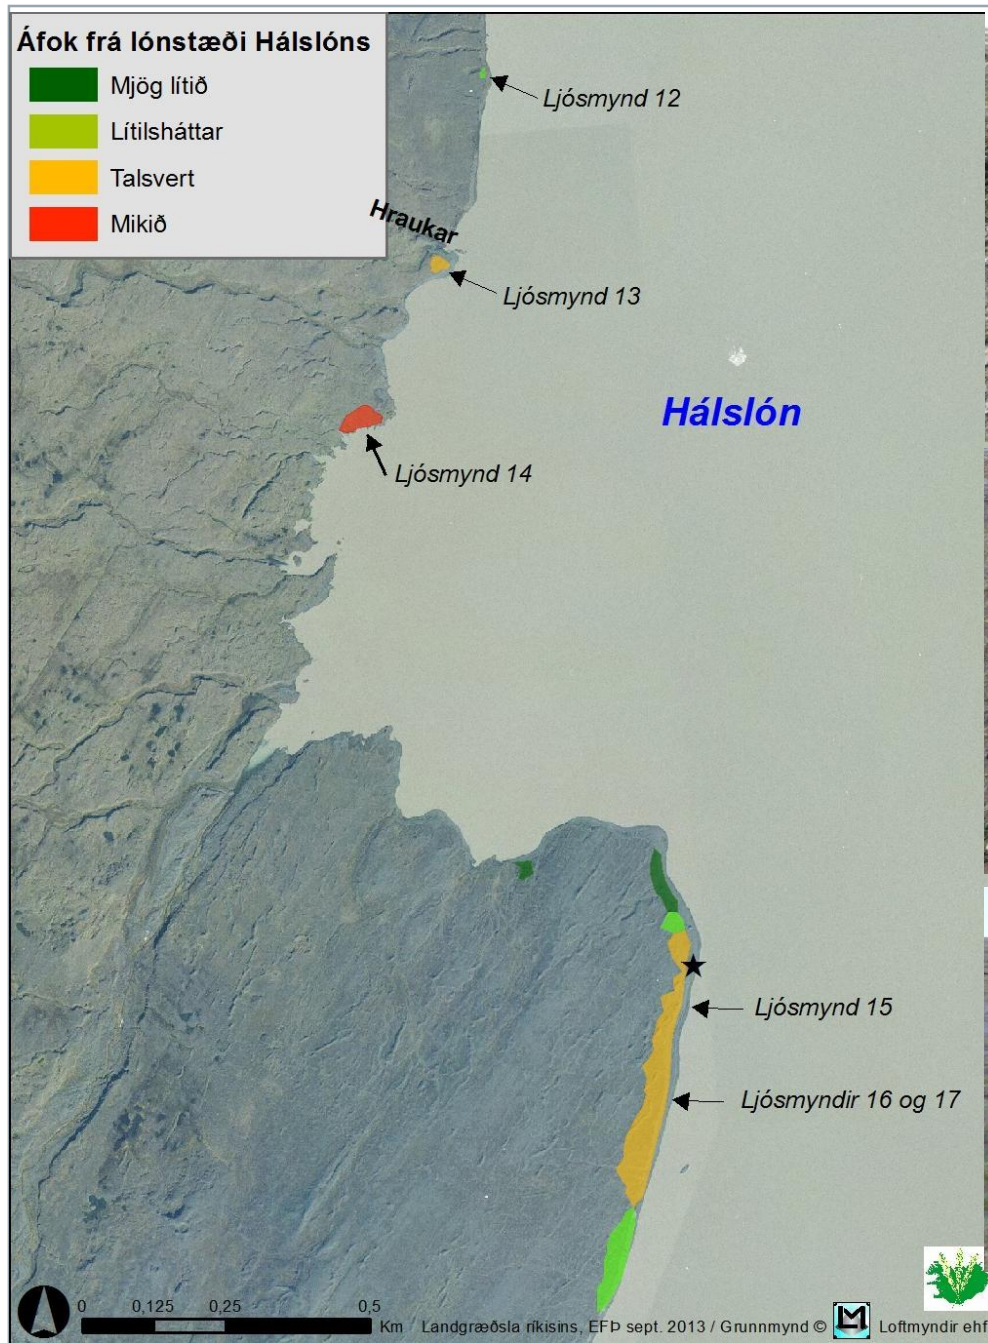 Áfok frá lónstæði Hálslóns
Mjög lítið
Lítilsháttar
Talsvert
Mikið
Ljósmynd 12
Hraukar
Ljósmynd 13
Hálslón
Ljósmynd 14
Ljósmynd 15
Ljósmyndir 16 og 17
0 0,125 0,25 0,5
Km Landgræðsla ríkisins, EFÞ sept. 2013 / Grunnmynd © LM Loftmyndir ehf